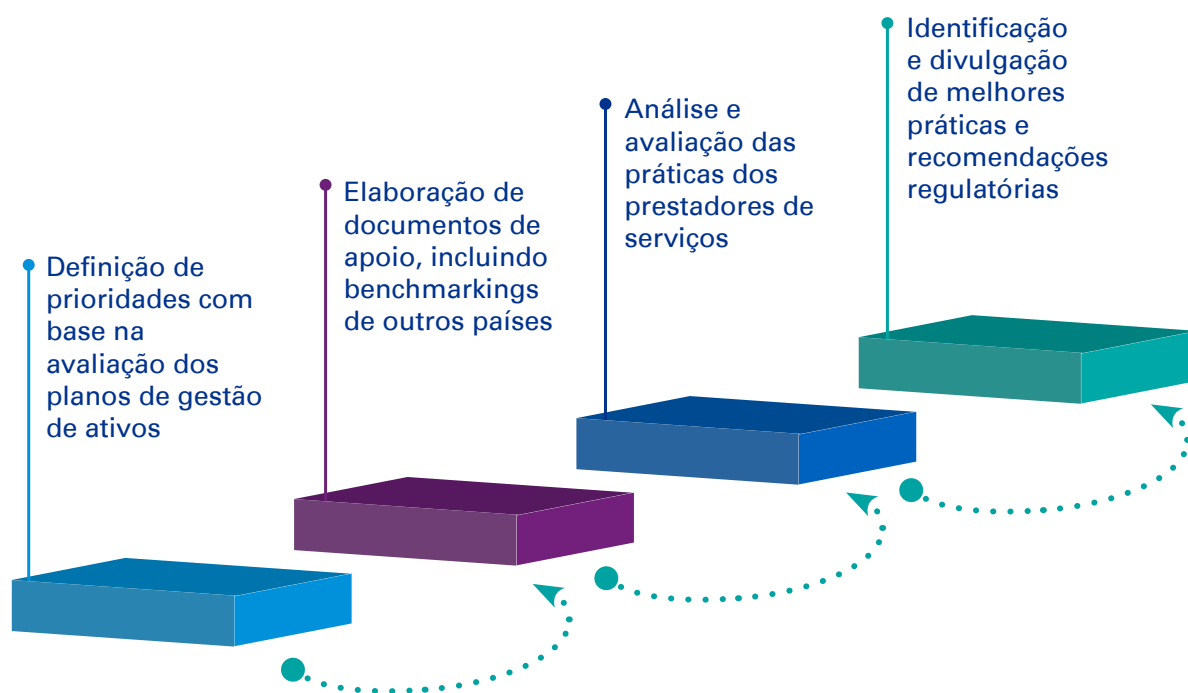 Definição de
prioridades com
base na
avaliação dos
planos de gestão
de ativos
Elaboração de
documentos de
apoio, incluindo
benchmarkings
de outros países
Análise e
avaliação das
práticas dos
prestadores de
serviços
Identificação
e divulgação
de melhores
práticas e
recomendações
regulatórias